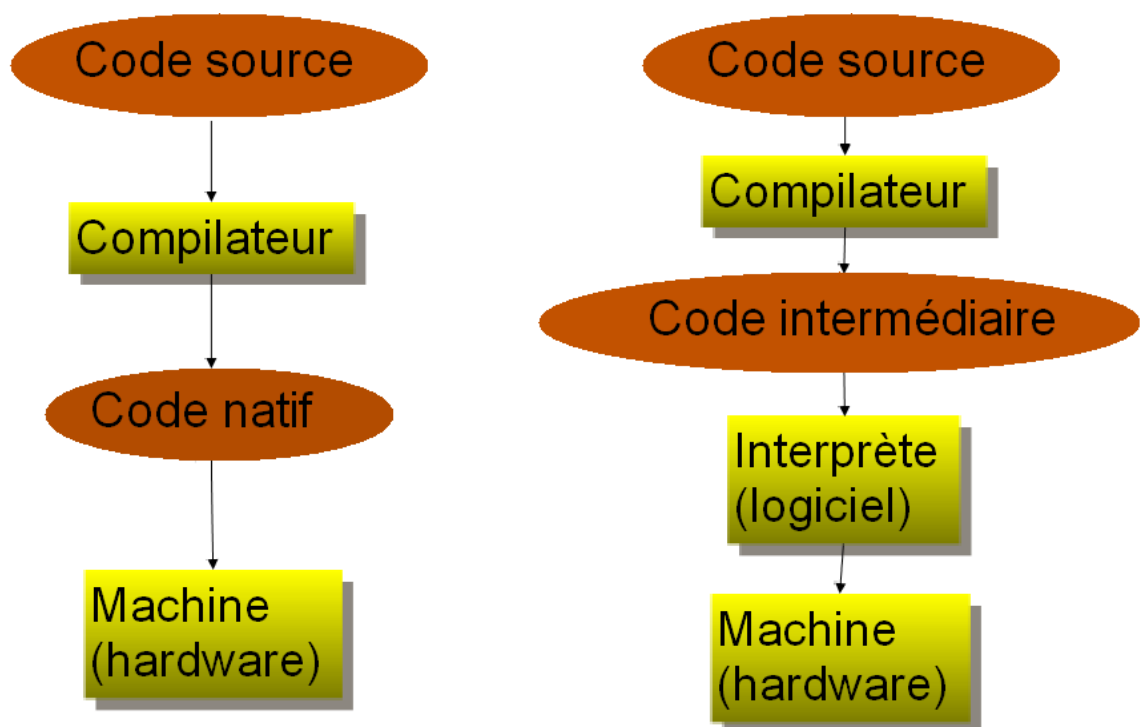 Code source
Compilateur
Code natif
Machine
(hardware)
Code source
Compilateur
Code intermédiaire
Interprète
(logiciel)
Machine
(hardware)